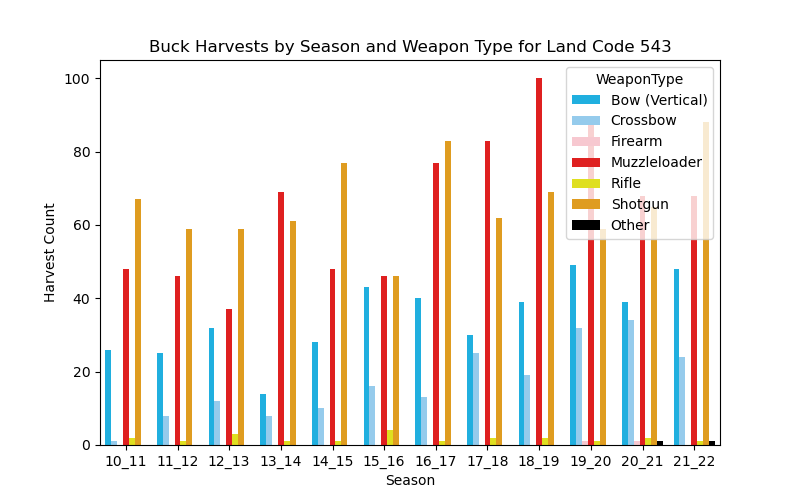 Buck Harvests by Season and Weapon Type for Land Code 543
WeaponType
Bow (Vertical)
Crossbow
Firearm
Muzzleloader
Rifle
Shotgun
Other
Harvest Count
100
80
60
40
20
0
10_11 11_12 12_13 13_14 14_15 15_16 16_17 17_18 18_19 19_20 20_21 21_22
Season